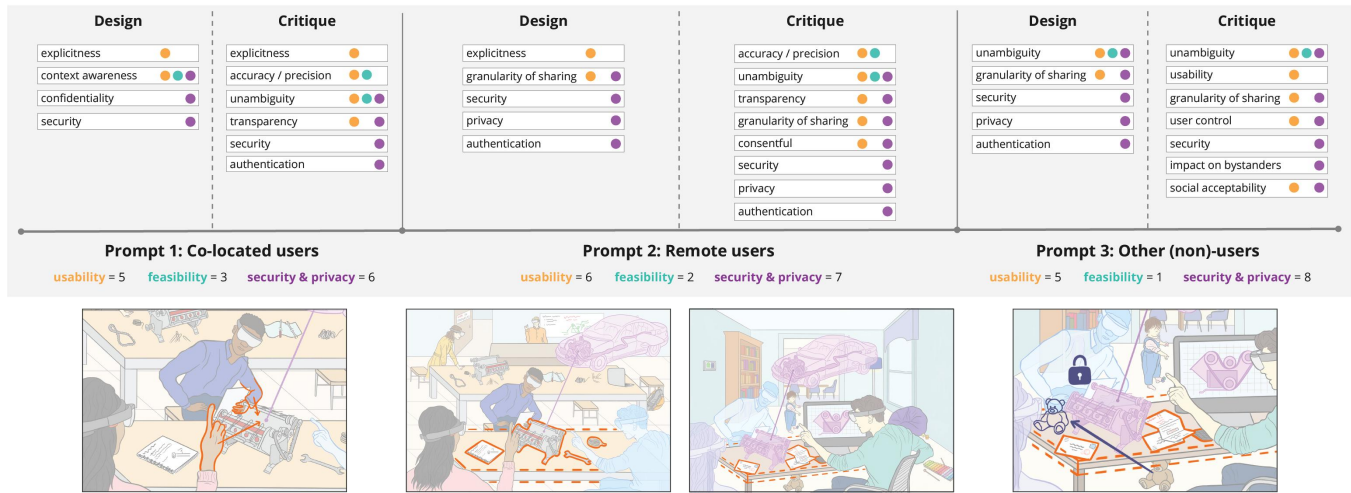 Design
explicitness
context awareness
confidentiality
security
Critique
explicitness
accuracy / precision
unambiguity
transparency
security
authentication
Design
explicitness
granularity of sharing
security
privacy
authentication
Critique
accuracy / precision
unambiguity
transparency
granularity of sharing
consentful
security
privacy
authentication
Design
unambiguity
granularity of sharing
security
privacy
authentication
Critique
unambiguity
usability
granularity of sharing
user control
security
impact on bystanders
social acceptability
Prompt 1: Co-located users
usability = 5 feasibility = 3 security & privacy = 6
Prompt 2: Remote users
usability = 6 feasibility = 2 security & privacy = 7
Prompt 3: Other (non)-users
usability = 5 feasibility = 1 security & privacy = 8